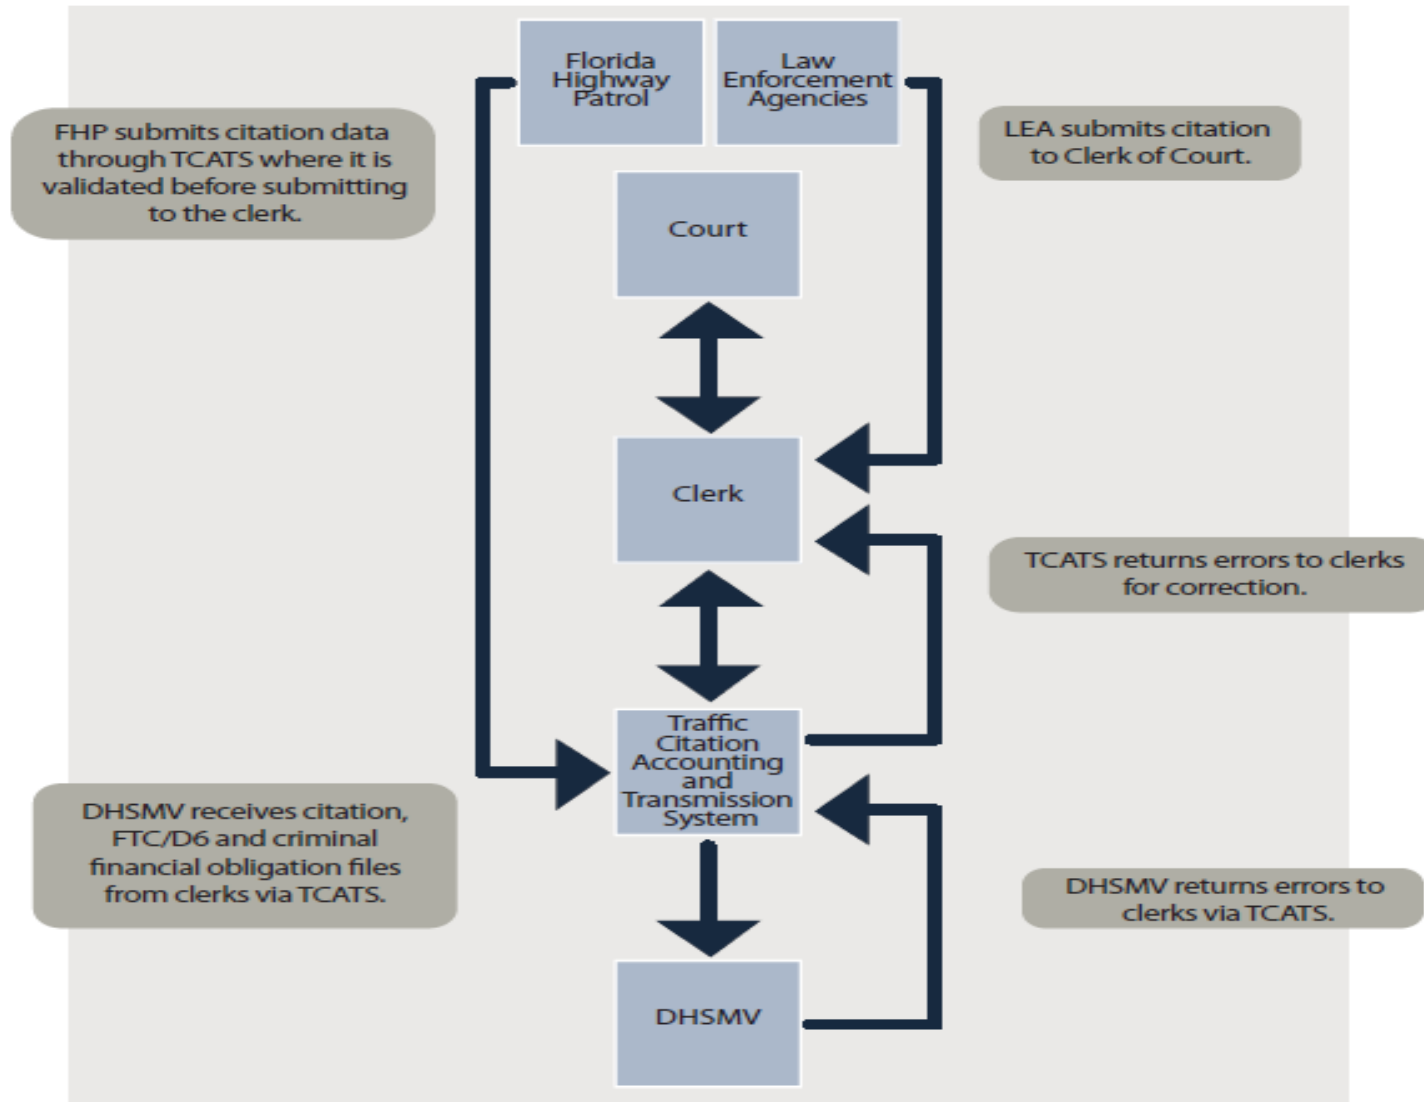 Florida
Highway
Patrol
Law
Enforcement
Agencies
FHP submits citation data
through TCATS where it is
validated before submitting
to the clerk.
LEA submits citation
to Clerk of Court.
Court
Clerk
TCATS returns errors to clerks
for correction.
Traffic
Citation
Accounting
and
Transmission
System
DHSMV receives citation,
FTC/D6 and criminal
financial obligation files
from clerks via TCATS.
DHSMV returns errors to
clerks via TCATS.
DHSMV